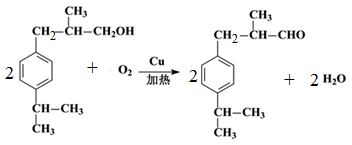 CH₃ CH₃
CH₂—CH—CH₂OH CH₂—CH—CHO
2 + O₂ Cu 加热 2 + 2 H₂O
CH—CH₃ CH—CH₃
CH₃ CH₃